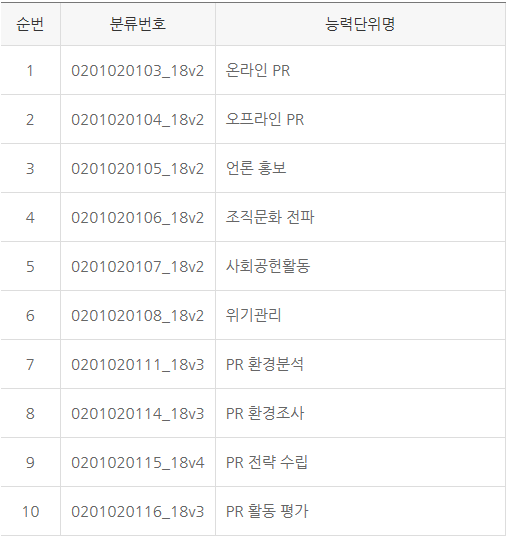 순번 분류번호 능력단위명
1 0201020103_18v2 온라인 PR
2 0201020104_18v2 오프라인 PR
3 0201020105_18v2 언론 홍보
4 0201020106_18v2 조직문화 전파
5 0201020107_18v2 사회공헌활동
6 0201020108_18v2 위기관리
7 0201020111_18v3 PR 환경분석
8 0201020114_18v3 PR 환경조사
9 0201020115_18v4 PR 전략 수립
10 0201020116_18v3 PR 활동 평가